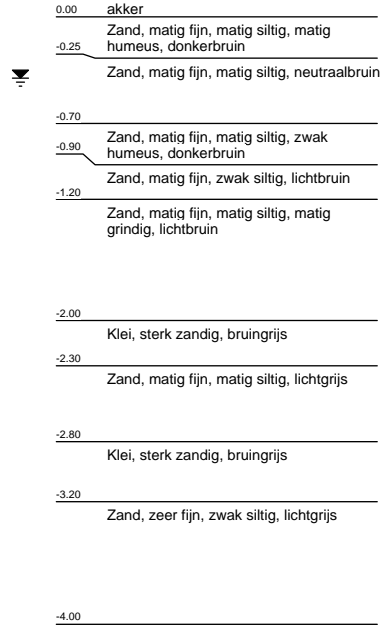 0.00 akker
Zand, matig fijn, matig siltig, matig
humeus, donkerbruin
-0.25
Zand, matig fijn, matig siltig, neutraalbruin
-0.70
Zand, matig fijn, matig siltig, zwak
humeus, donkerbruin
-0.90
Zand, matig fijn, zwak siltig, lichtbruin
-1.20
Zand, matig fijn, matig siltig, matig
grindig, lichtbruin
-2.00
Klei, sterk zandig, bruingrijs
-2.30
Zand, matig fijn, matig siltig, lichtgrijs
-2.80
Klei, sterk zandig, bruingrijs
-3.20
Zand, zeer fijn, zwak siltig, lichtgrijs
-4.00